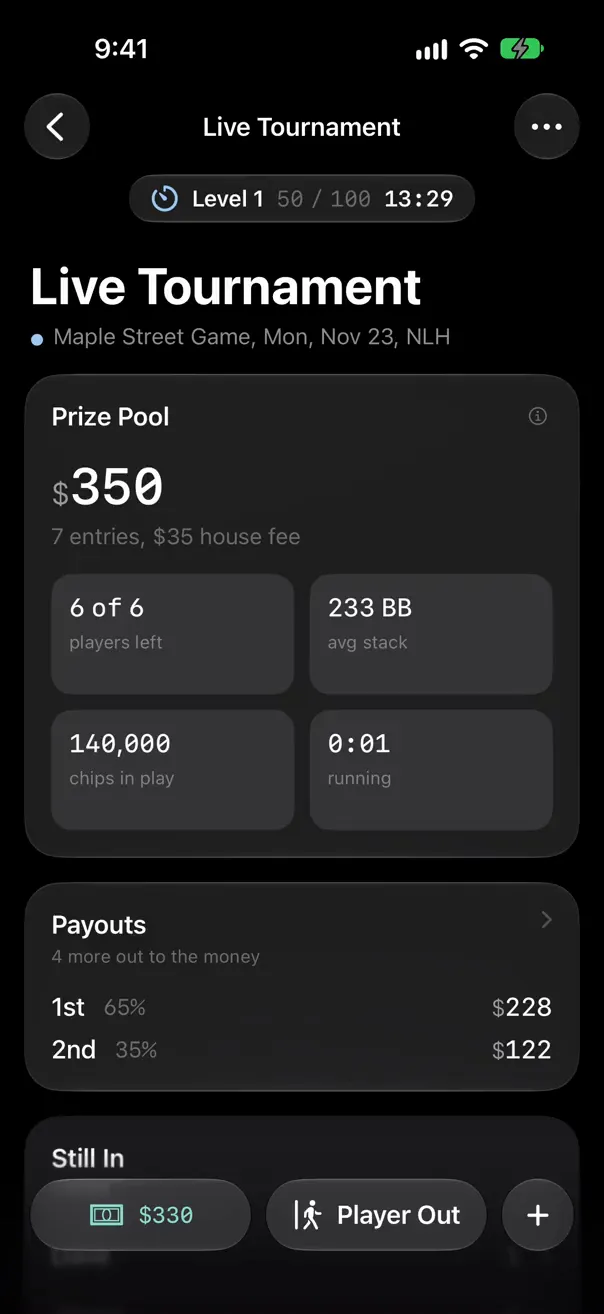 9:41
Live Tournament
Level 1 50 / 100 13:29
Live Tournament
Maple Street Game, Mon, Nov 23, NLH
Prize Pool
$350
7 entries, $35 house fee
6 of 6
players left
233 BB
avg stack
140,000
chips in play
0:01
running
Payouts
4 more out to the money
1st 65% $228
2nd 35% $122
Still In
$330
Player Out